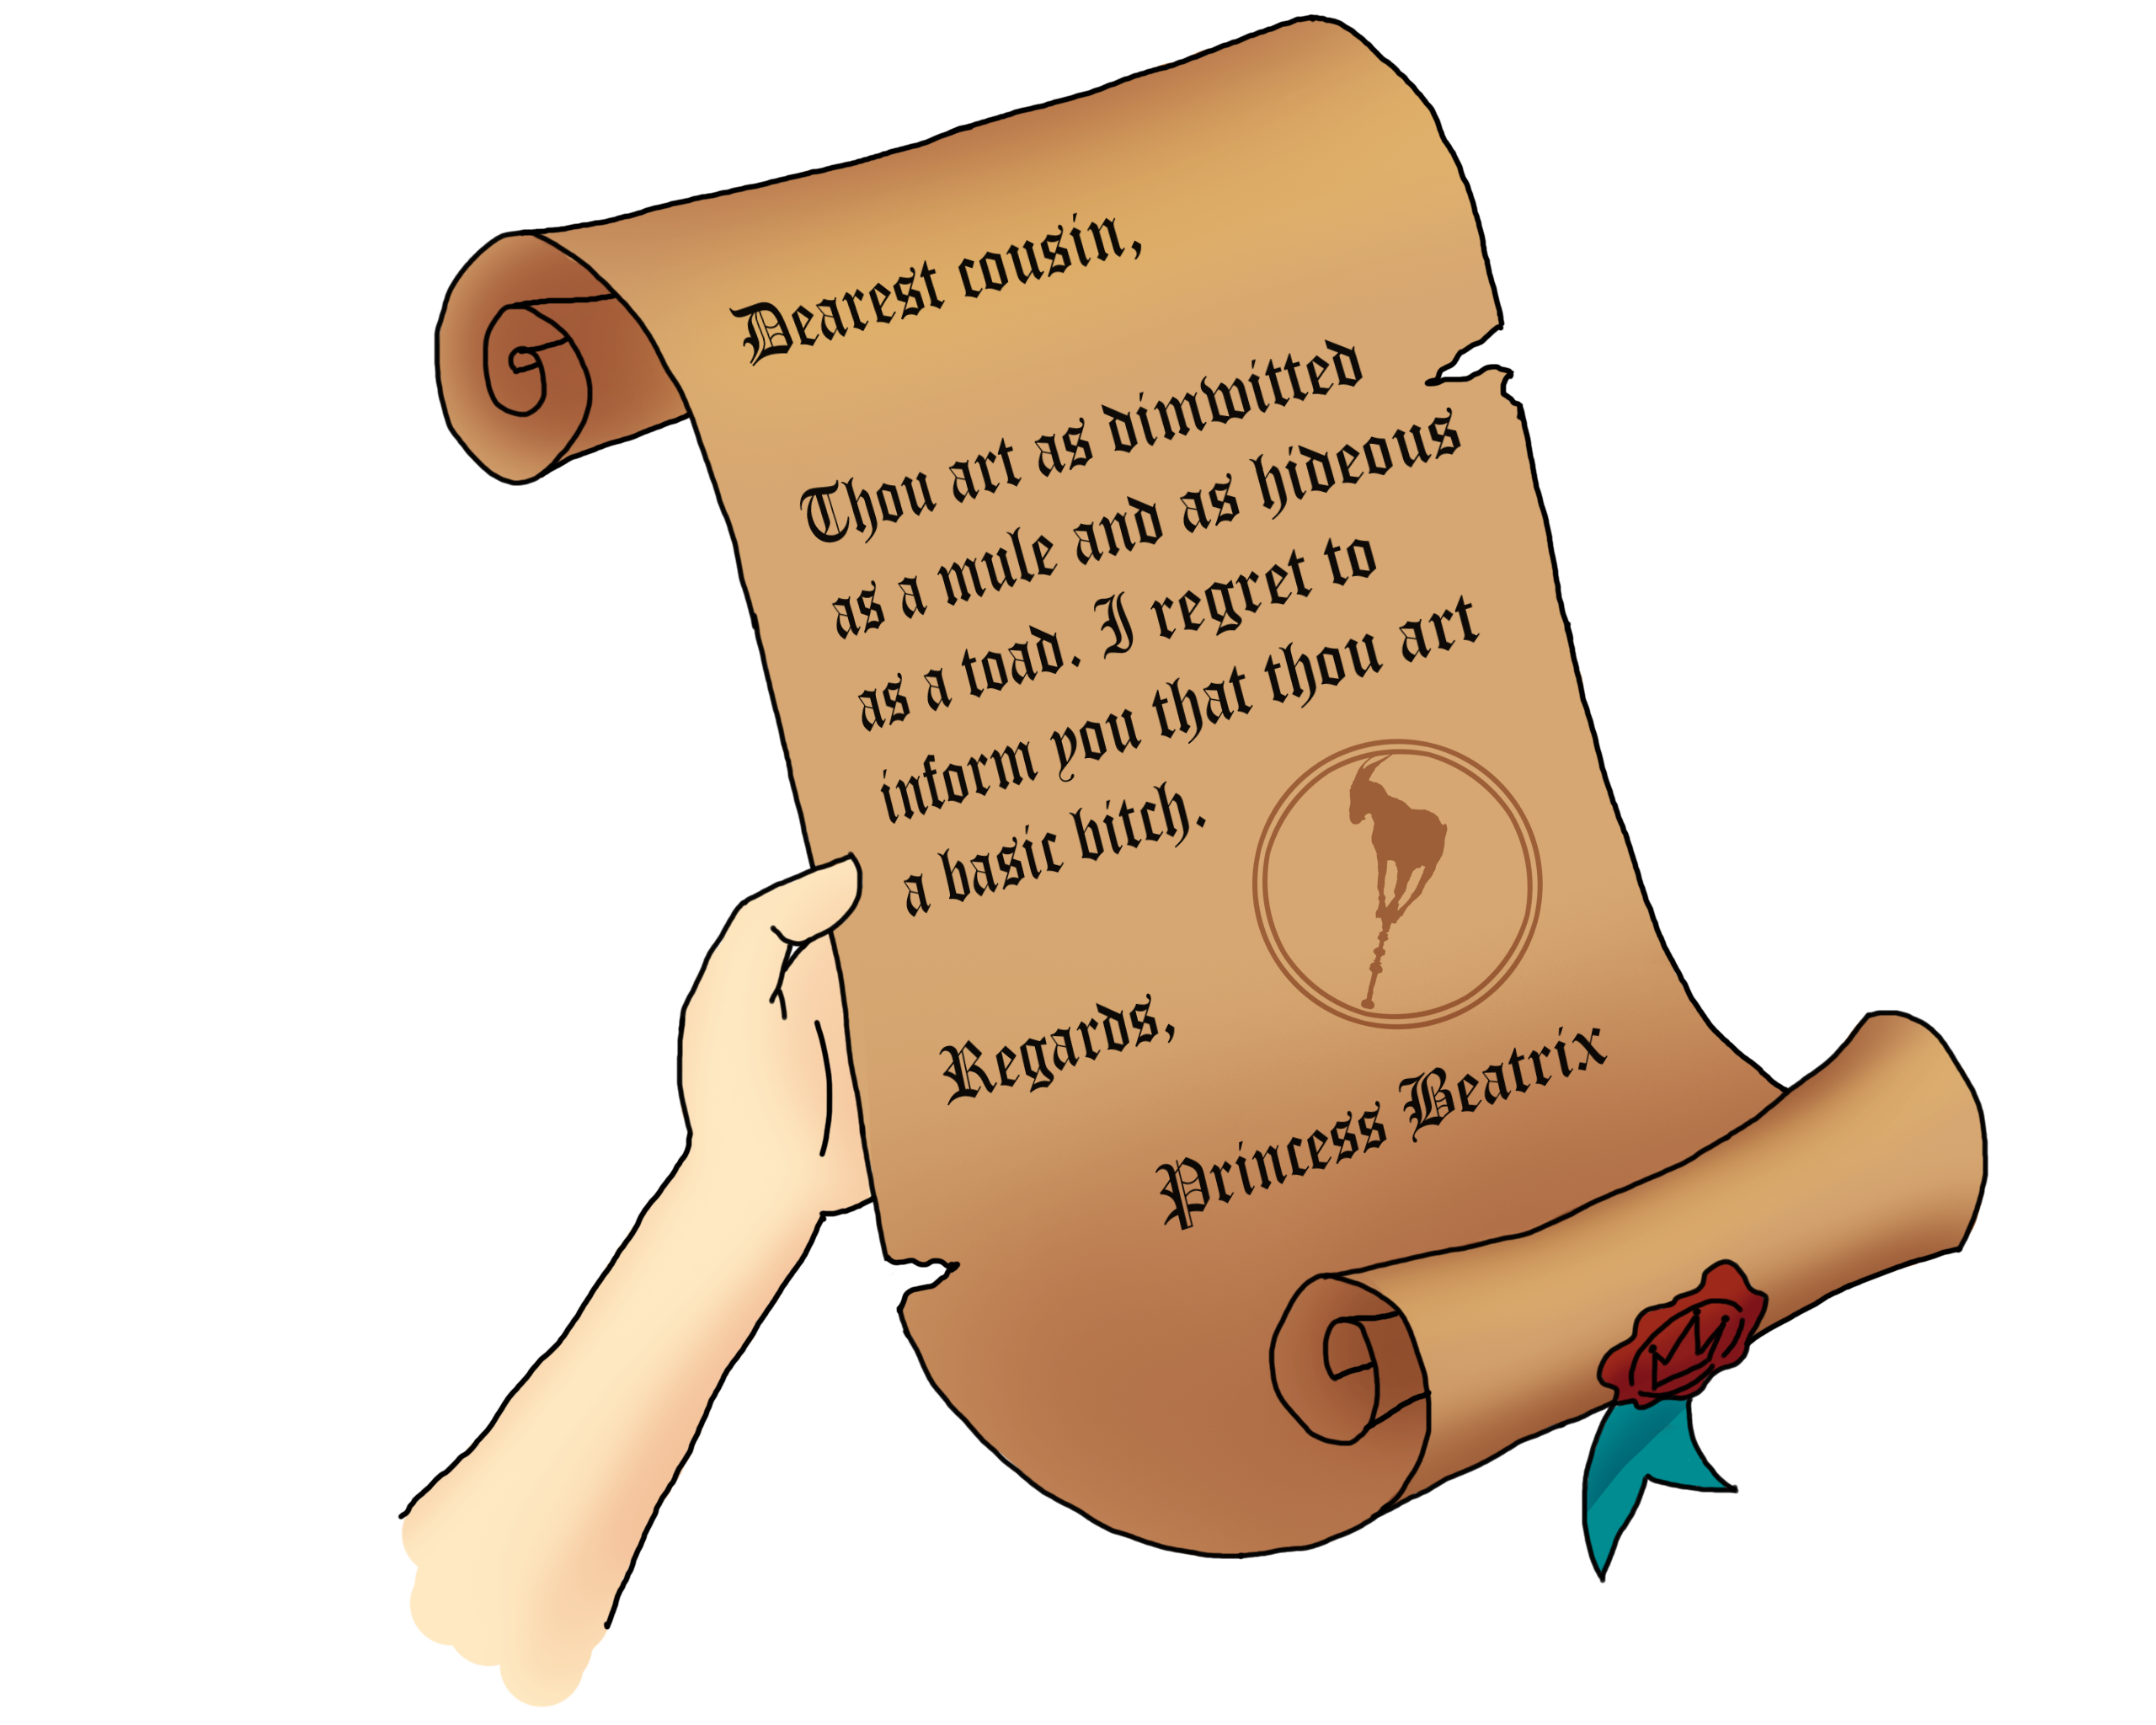 Dearest cousin,
Thou art as dimwitted
as a mule and as hideous
as a toad. I regret to
inform you that thou art
a basic bitch.
Regards,
Princess Beatrix